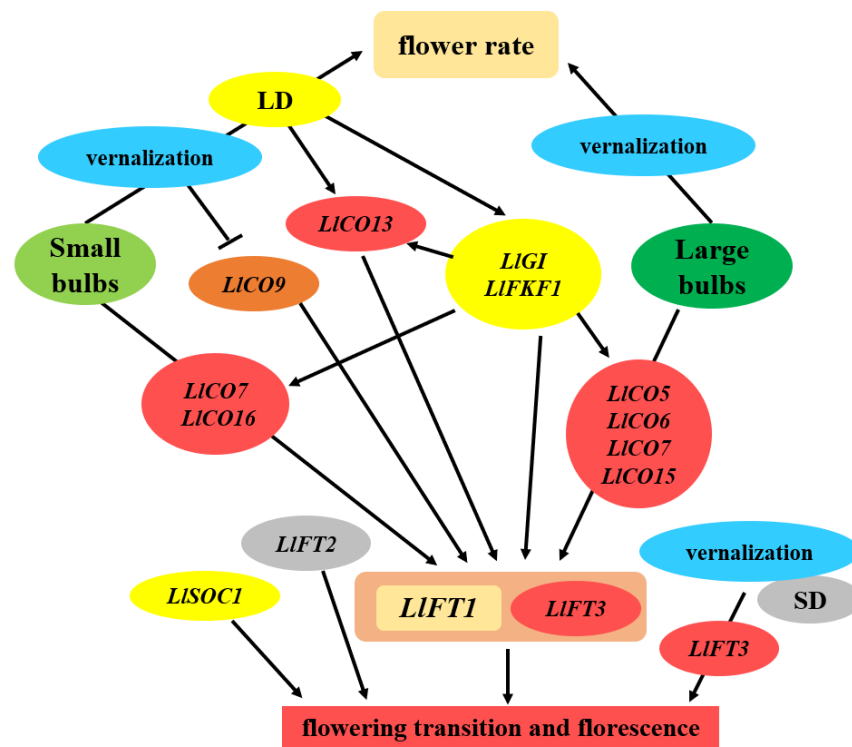 flower rate
LD
vernalization
vernalization
LlCO13
Small
bulbs
LlCO9
LlGI
LlFKF1
Large
bulbs
LlCO7
LlCO16
LlCO5
LlCO6
LlCO7
LlCO15
LlFT2
vernalization
LlSOC1
LlFT1
LlFT3
SD
LlFT3
flowering transition and florescence